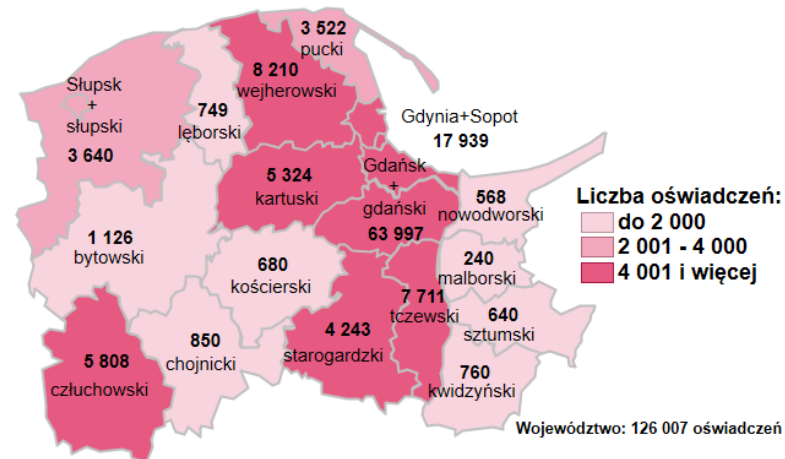 3 522
pucki
8 210
wejherowski
Słupsk
+
słupski
3 640
749
lęborski
Gdynia+Sopot
17 939
5 324
kartuski
Gdańsk
+
gdański
63 997
568
nowodworski
Liczba oświadczeń:
do 2 000
2 001 - 4 000
4 001 i więcej
1 126
bytowski
680
kościerski
240
malborski
7 711
tczewski
640
sztumski
4 243
starogardzki
850
chojnicki
5 808
człuchowski
760
kwidzyński
Województwo: 126 007 oświadczeń